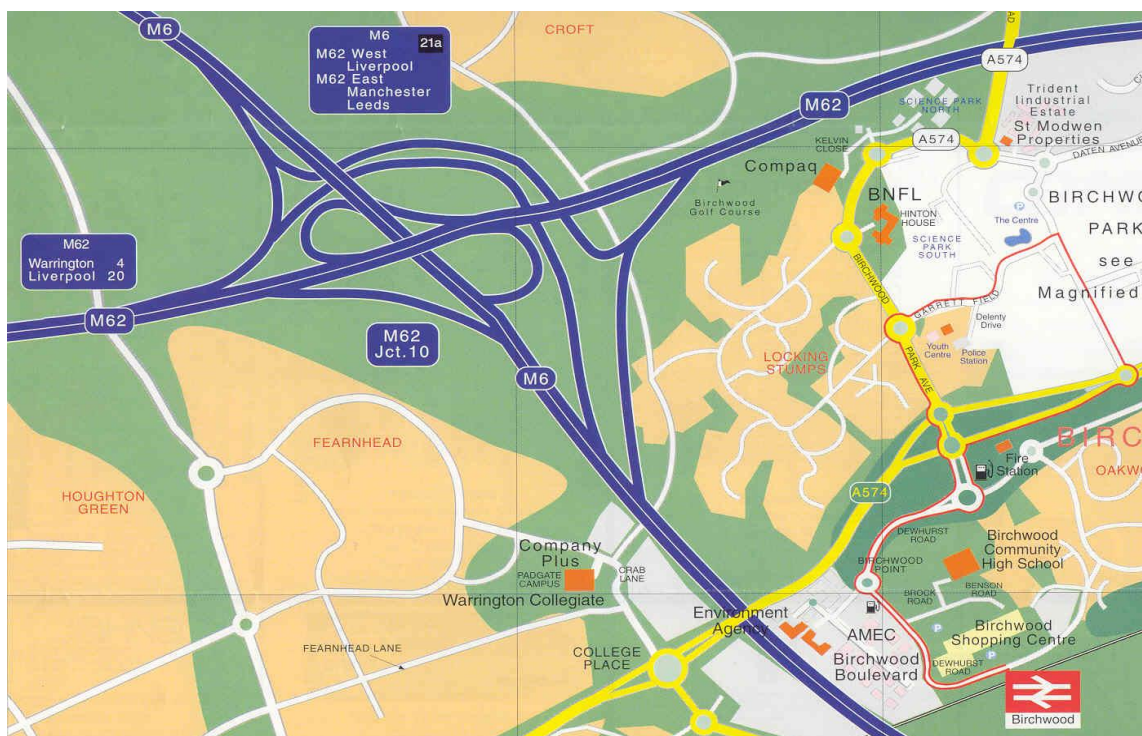 M6
M6
21a
M62 West
Liverpool
M62 East
Manchester
Leeds
CROFT
A574
M62
SCIENCE PARK
NORTH
Trident
Iindustrial
Estate
St Modwen
Properties
KELVIN
CLOSE
A574
DATEN AVENUE
Compaq
Birchwood
Golf Course
BNFL
HINTON
HOUSE
P
The Centre
BIRCHWO
PARK
see
Magnified
SCIENCE
PARK
SOUTH
M62
Warrington 4
Liverpool 20
M62
BIRCHWOOD
PARK AVE
GARRETT FIELD
Delenty
Drive
Youth
Centre
Police
Station
M62
Jct.10
M6
LOCKING
STUMPS
FEARNHEAD
HOUGHTON
GREEN
BIRC
OAKW
Fire
Station
A574
DEWHURST
ROAD
Birchwood
Community
High School
BIRCHWOOD
POINT
BROCK
ROAD
BENSON
ROAD
Company
Plus
PADGATE
CAMPUS
CRAB
LANE
Warrington Collegiate
Environment
Agency
AMEC
Birchwood
Boulevard
P
Birchwood
Shopping Centre
P
DEWHURST
ROAD
FEARNHEAD LANE
COLLEGE
PLACE
Birchwood